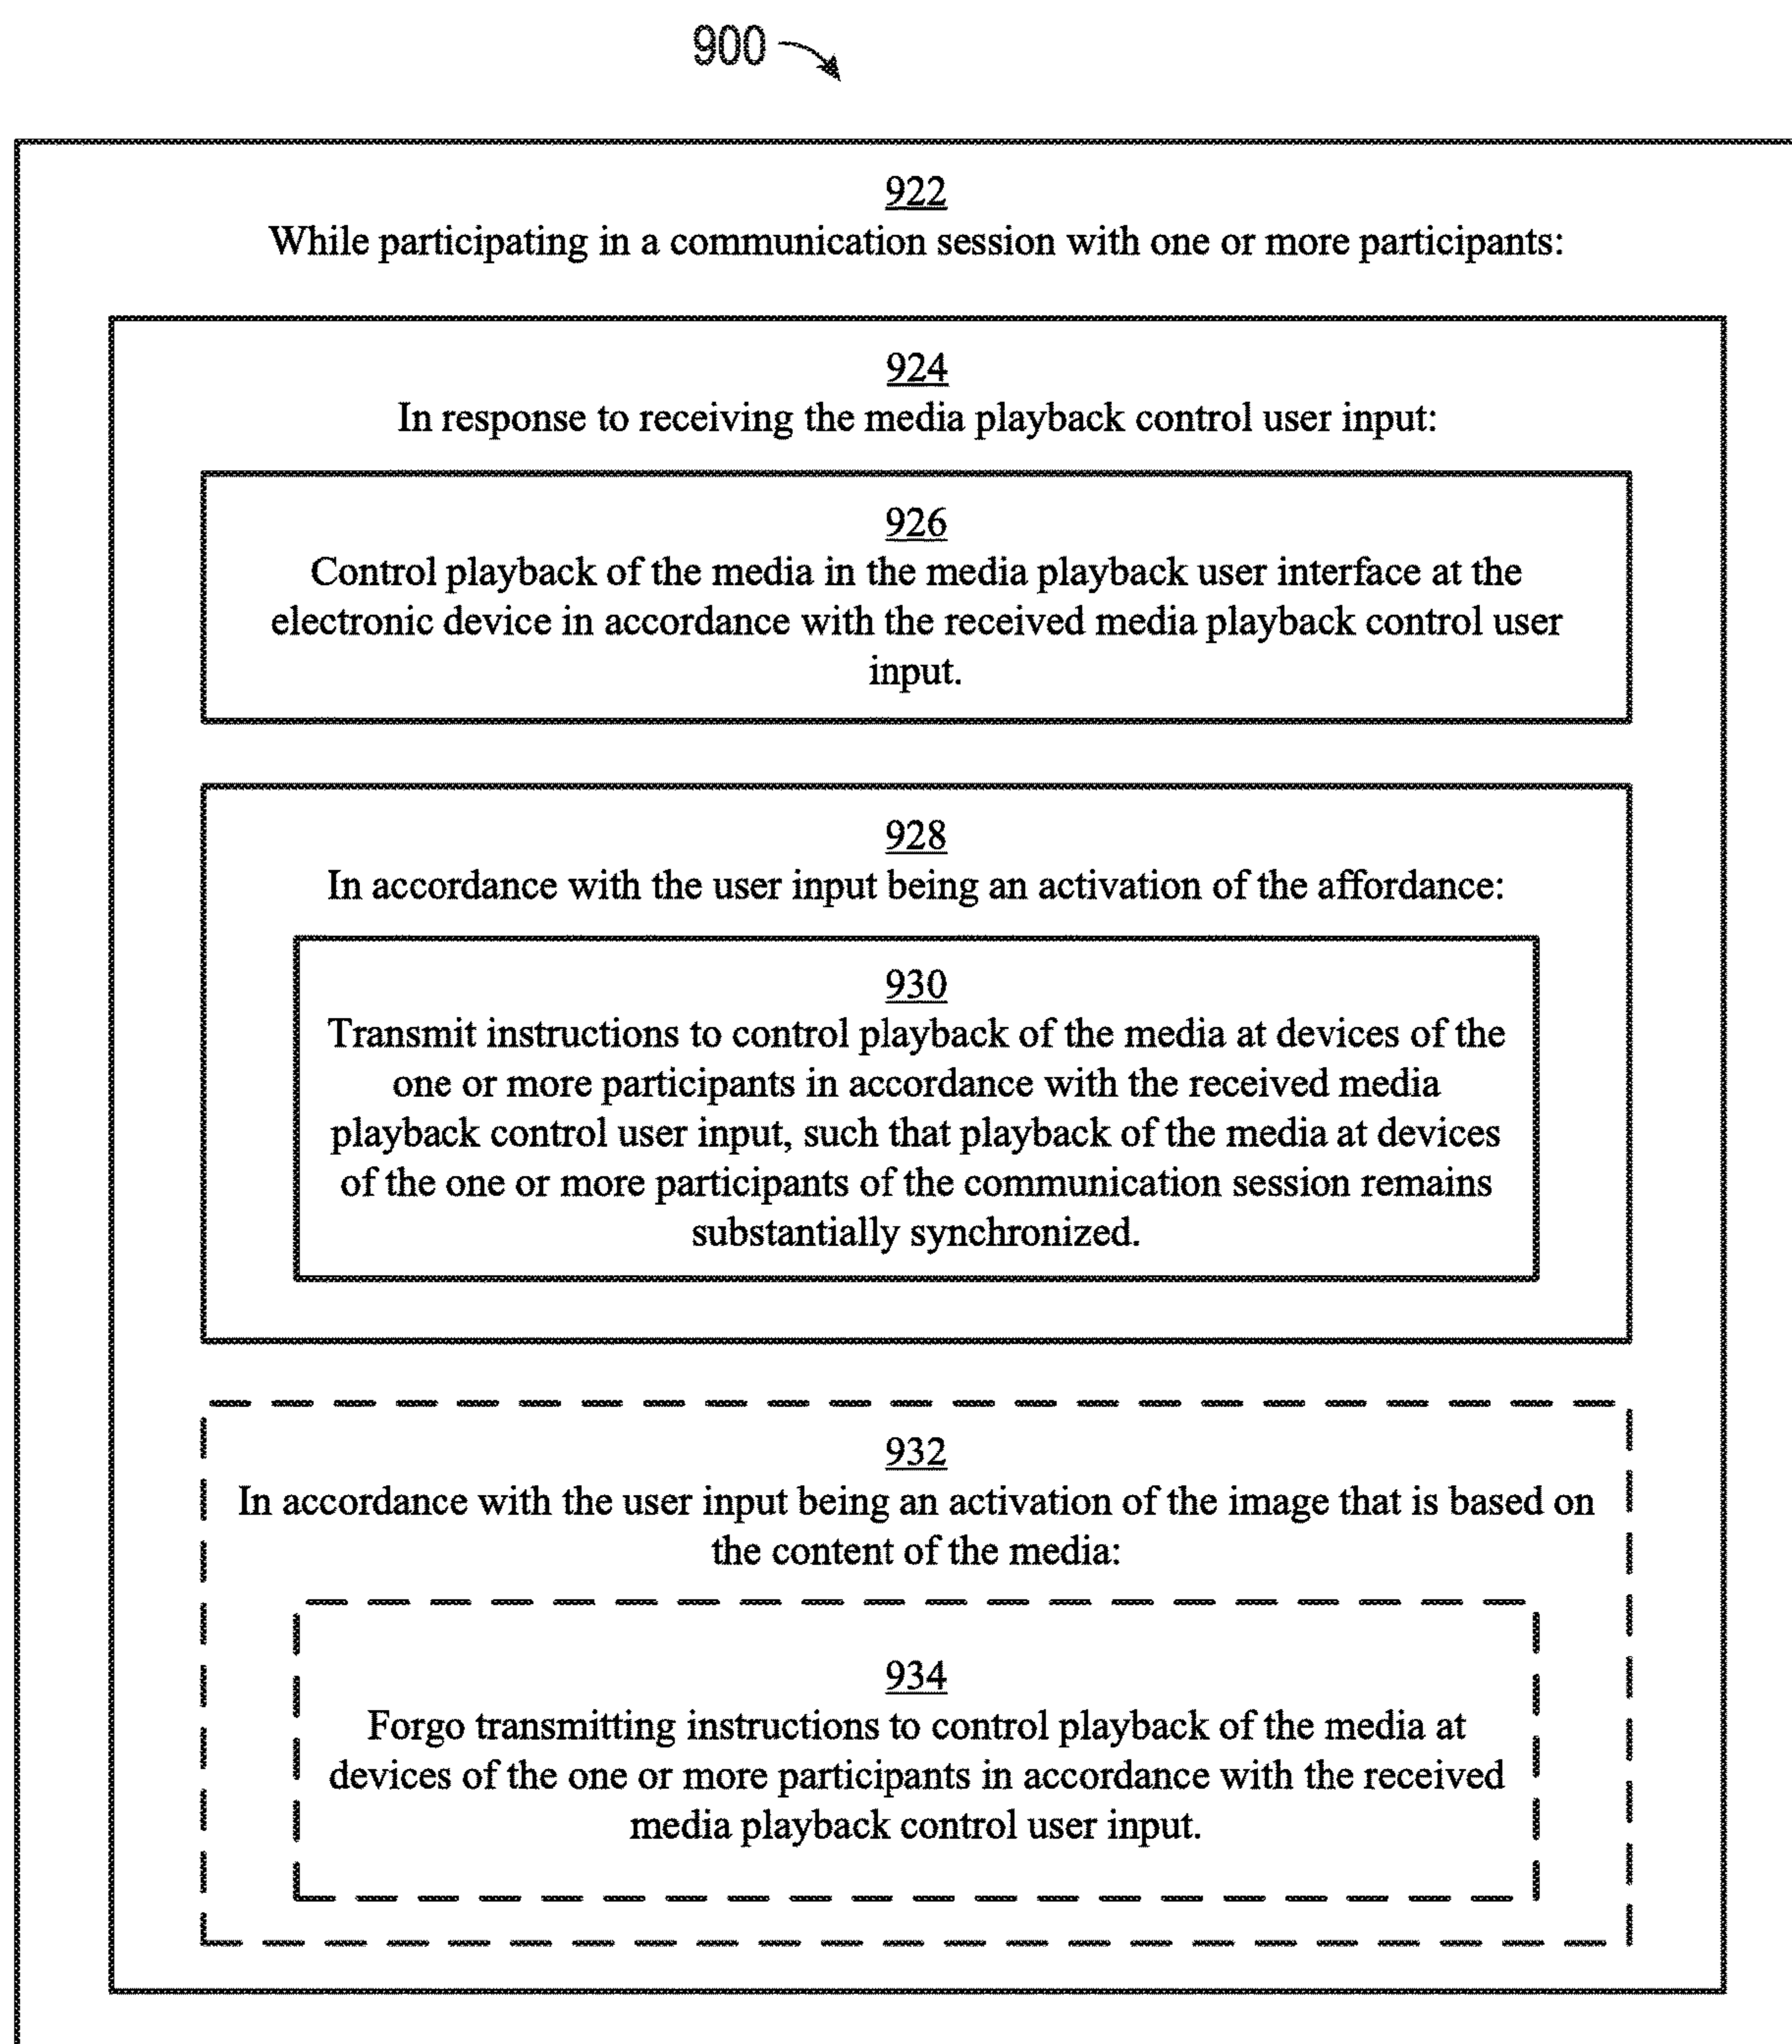 900
922
While participating in a communication session with one or more participants:
924
In response to receiving the media playback control user input:
926
Control playback of the media in the media playback user interface at the
electronic device in accordance with the received media playback control user
input.
928
In accordance with the user input being an activation of the affordance:
930
Transmit instructions to control playback of the media at devices of the
one or more participants in accordance with the received media
playback control user input, such that playback of the media at devices
of the one or more participants of the communication session remains
substantially synchronized.
932
In accordance with the user input being an activation of the image that is based on
the content of the media:
934
Forgo transmitting instructions to control playback of the media at
devices of the one or more participants in accordance with the received
media playback control user input.